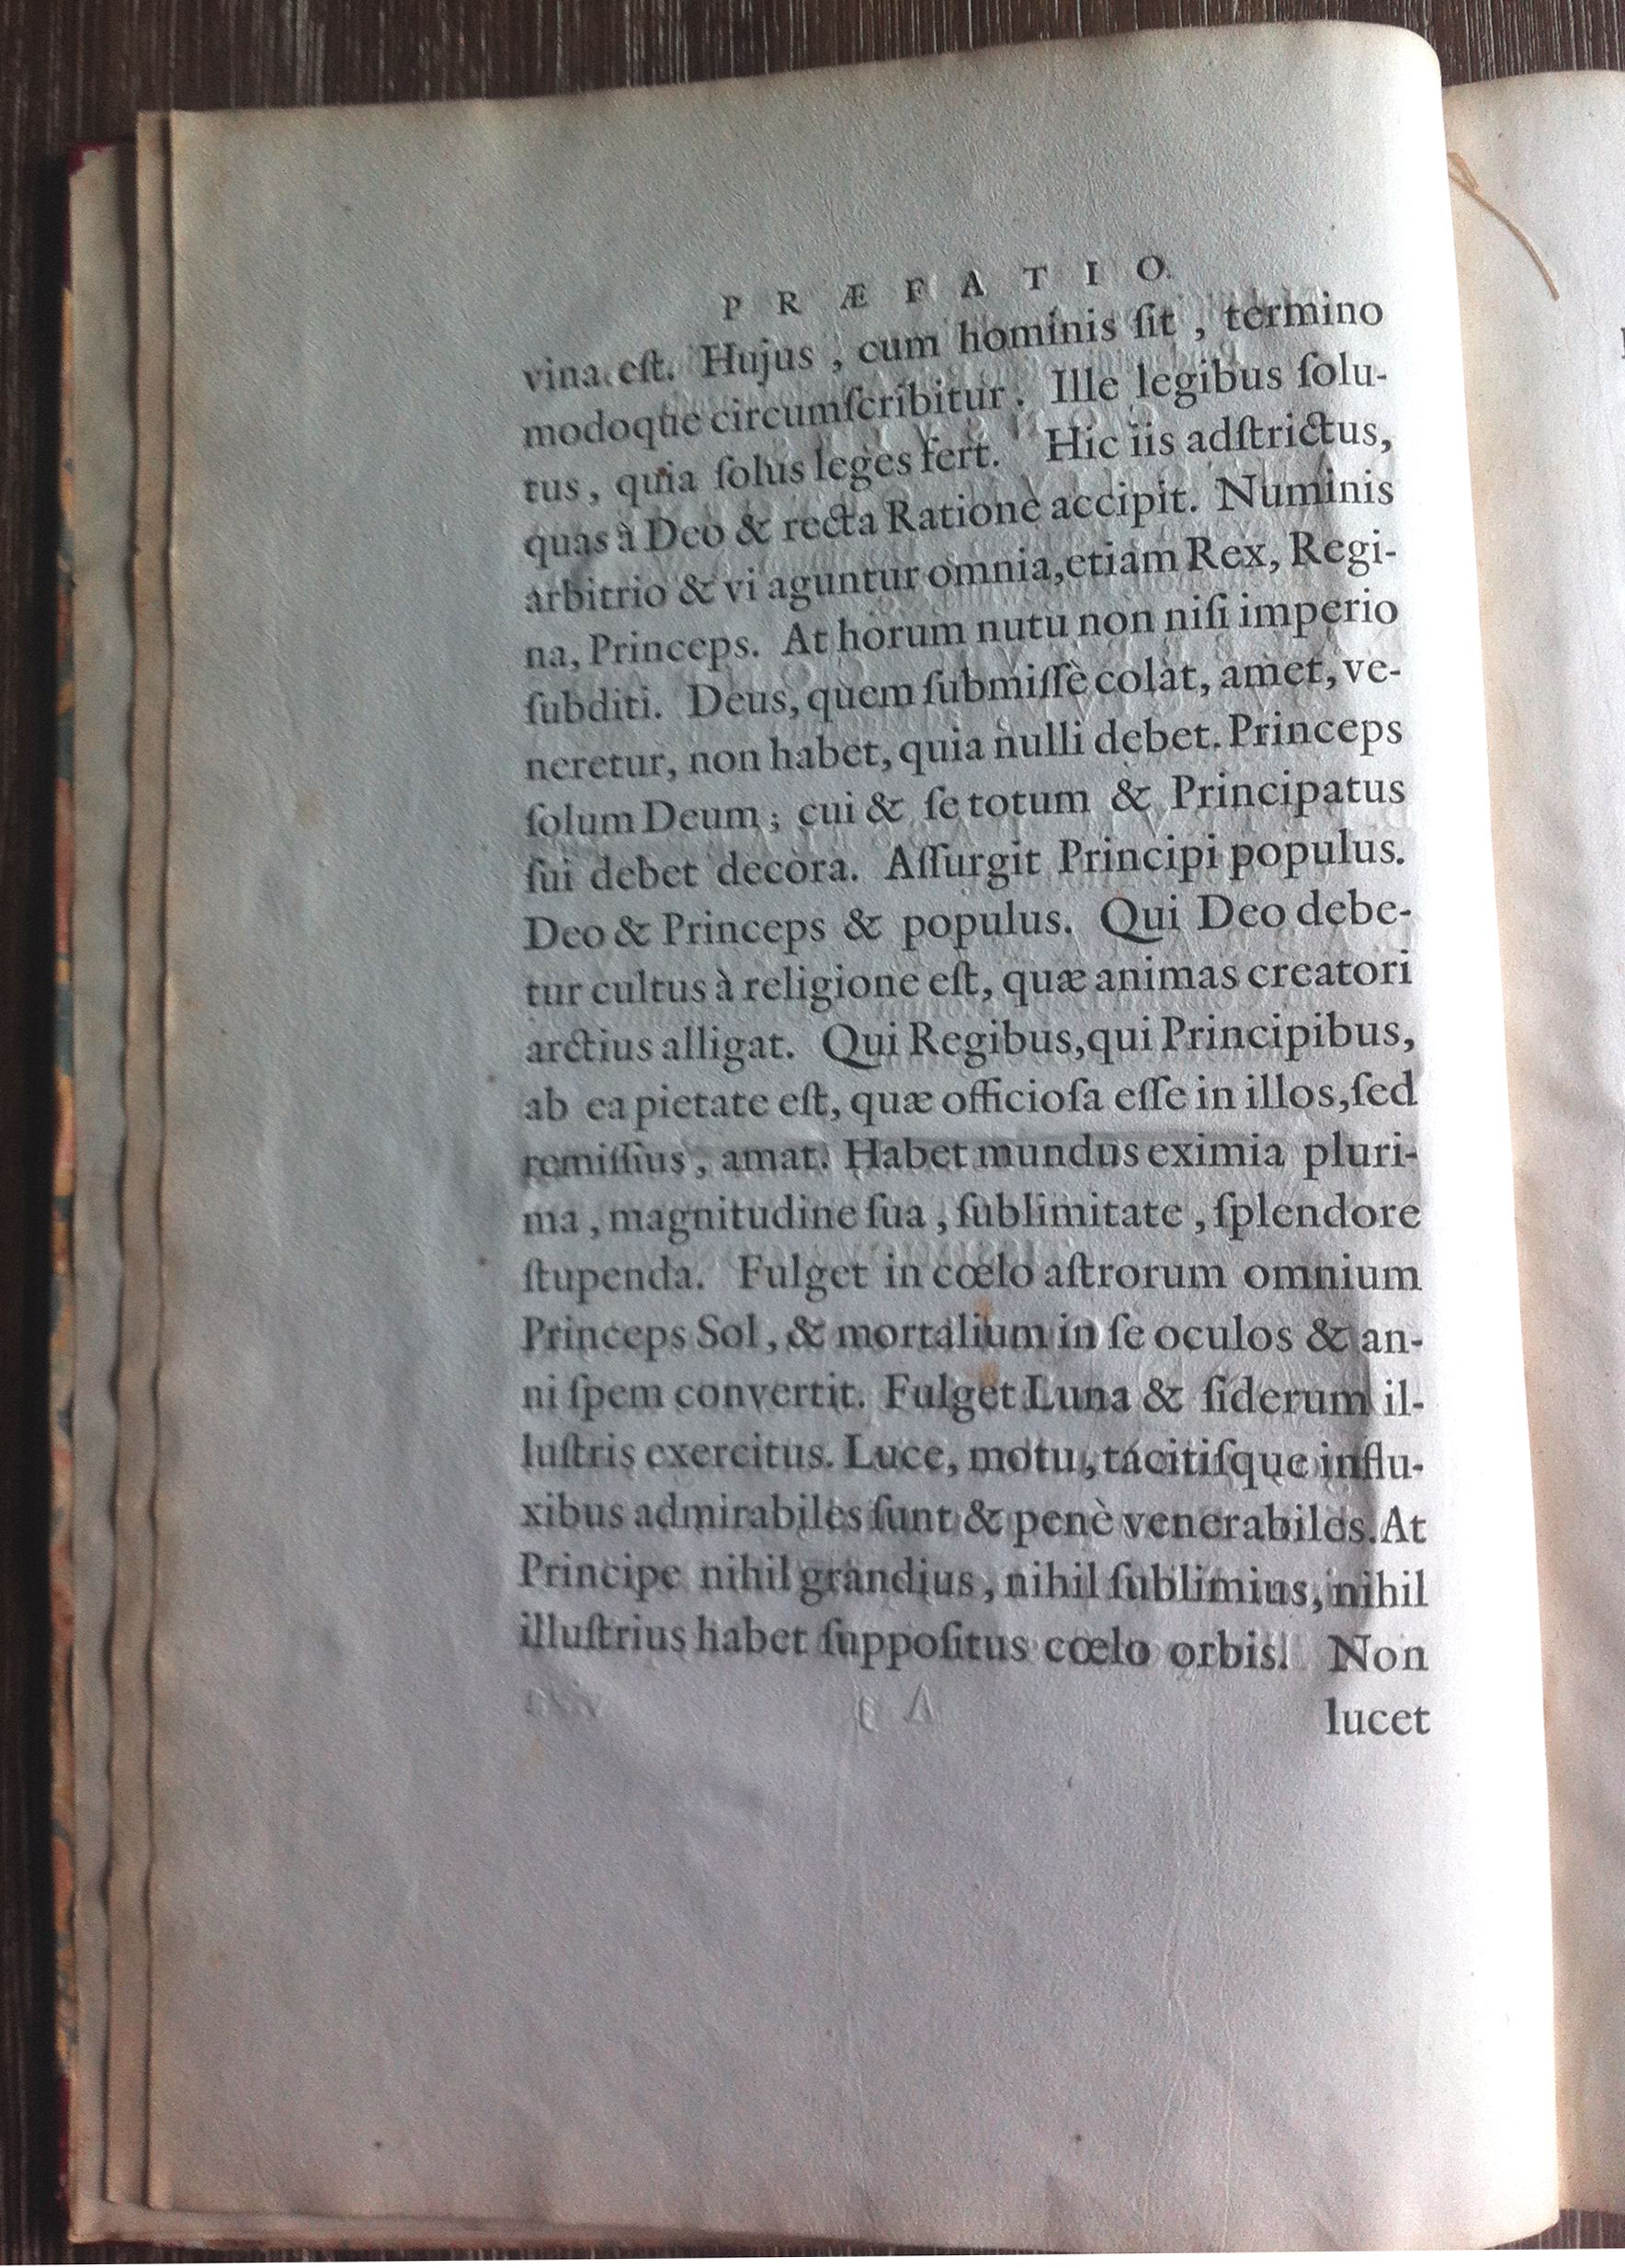 PRÆFATIO.
vina est. Hujus, cum hominis ſit, termino
modoque circumſcribitur. Ille legibus ſolu-
tus, quia ſolus leges fert. Hic iis adſtrictus,
quas à Deo & recta Ratione accipit. Numinis
arbitrio & vi aguntur omnia, etiam Rex, Regi-
na, Princeps. At horum nutu non niſi imperio
ſubditi. Deus, quem ſubmiſſè colat, amet, ve-
neretur, non habet, quia nulli debet. Princeps
ſolum Deum; cui & ſe totum & Principatus
ſui debet decora. Aſſurgit Principi populus.
Deo & Princeps & populus. Qui Deo debe-
tur cultus à religione eſt, quæ animas creatori
arctius alligat. Qui Regibus, qui Principibus,
ab ea pietate eſt, quæ officioſa eſſe in illos, ſed
remiſſius, amat. Habet mundus eximia pluri-
ma, magnitudine ſua, ſublimitate, ſplendore
ſtupenda. Fulget in cœlo aſtrorum omnium
Princeps Sol, & mortalium in ſe oculos & an-
ni ſpem convertit. Fulget Luna & ſiderum il-
luſtris exercitus. Luce, motu, tacitiſque influ-
xibus admirabiles ſunt & penè venerabiles. At
Principe nihil grandius, nihil ſublimius, nihil
illuſtrius habet ſuppoſitus cœlo orbis. Non
lucet